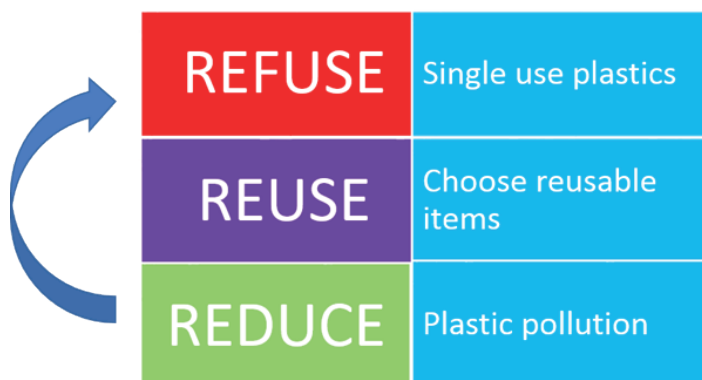 REFUSE
Single use plastics
REUSE
Choose reusable
items
REDUCE
Plastic pollution